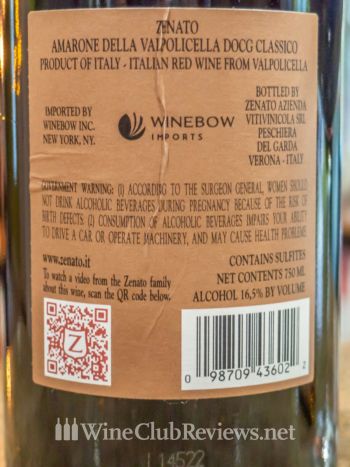 ZENATO
AMARONE DELLA VALPOLICELLA DOCG CLASSICO
PRODUCT OF ITALY - ITALIAN RED WINE FROM VALPOLICELLA
IMPORTED BY
WINEBOW INC.
NEW YORK, NY.
WINEBOW
IMPORTS
BOTTLED BY
ZENATO AZIENDA
VITIVINICOLA SRL
PESCHIERA
DEL GARDA
VERONA - ITALY
GOVERNMENT WARNING: (1) ACCORDING TO THE SURGEON GENERAL, WOMEN SHOULD
NOT DRINK ALCOHOLIC BEVERAGES DURING PREGNANCY BECAUSE OF THE RISK OF
BIRTH DEFECTS. (2) CONSUMPTION OF ALCOHOLIC BEVERAGES IMPAIRS YOUR ABILITY
TO DRIVE A CAR OR OPERATE MACHINERY, AND MAY CAUSE HEALTH PROBLEMS.
www.zenato.it
To watch a video from the Zenato family
about this wine, scan the QR code below.
Z
CONTAINS SULFITES
NET CONTENTS 750 ML
ALCOHOL 16,5% BY VOLUME
0 98709 43602 2
WineClubReviews.net
L14522